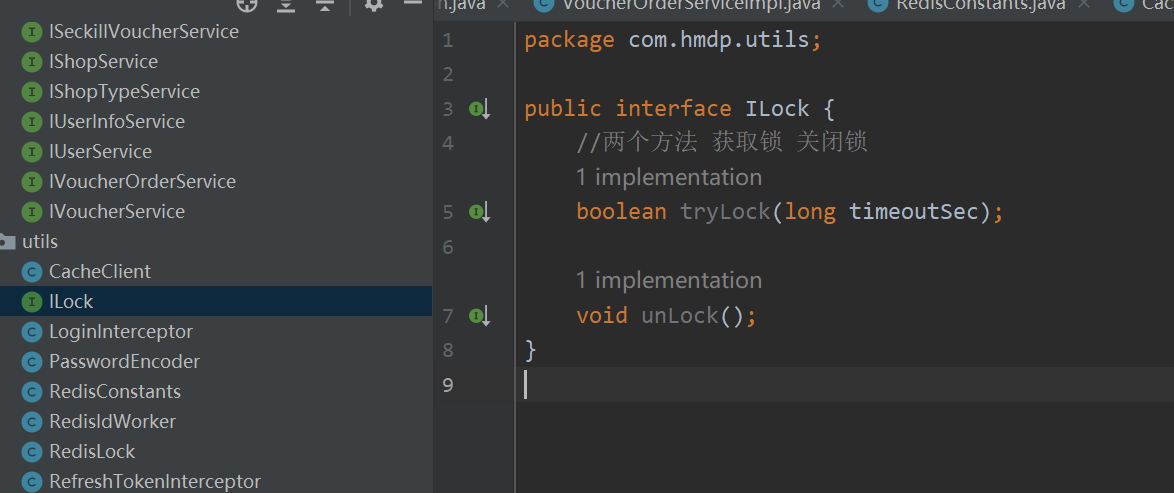 n.java
VoucherOrderServiceImpl.java
RedisConstants.java
Cac
ISeckillVoucherService
IShopService
IShopTypeService
IUserInfoService
IUserService
IVoucherOrderService
IVoucherService
utils
CacheClient
ILock
LoginInterceptor
PasswordEncoder
RedisConstants
RedisIdWorker
RedisLock
RefreshTokenInterceptor
1 package com.hmdp.utils;
2
3 public interface ILock {
4 //两个方法 获取锁 关闭锁
1 implementation
5 boolean tryLock(long timeoutSec);
6
1 implementation
7 void unLock();
8 }
9